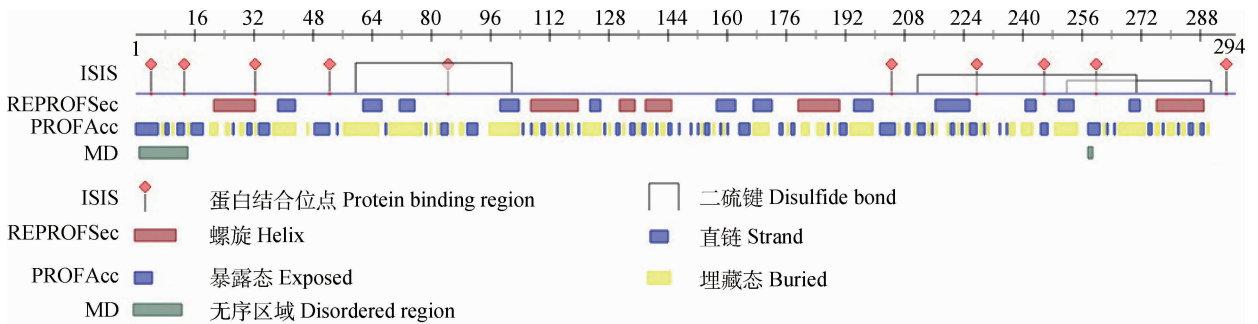 16 32 48 64 80 96 112 128 144 160 176 192 208 224 240 256 272 288
1 294
ISIS
REPROFSec
PROFAcc
MD
ISIS 蛋白结合位点 Protein binding region 二硫键 Disulfide bond
REPROFSec 螺旋 Helix 直链 Strand
PROFAcc 暴露态 Exposed 埋藏态 Buried
MD 无序区域 Disordered region